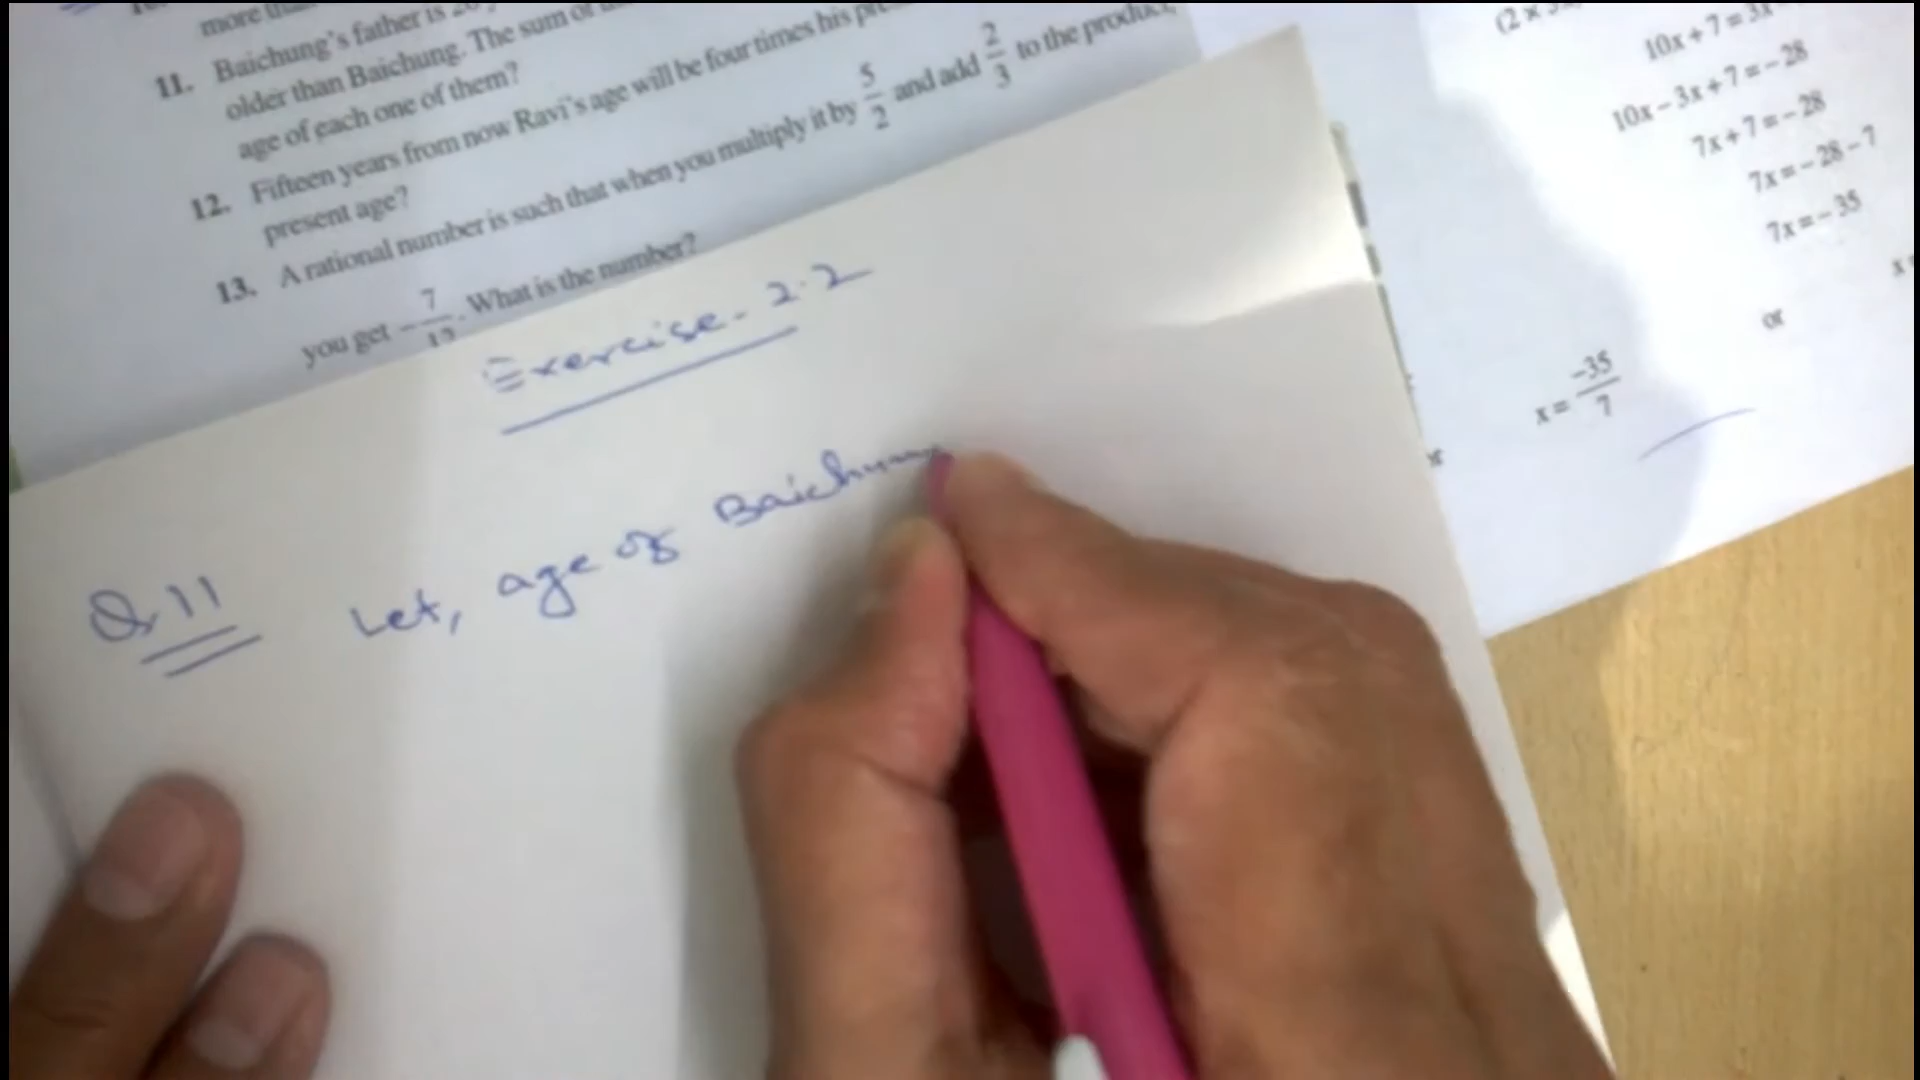 more than
11. Baichung's father is 26 y
older than Baichung. The sum of
age of each one of them?
12. Fifteen years from now Ravi's age will be four times his
present age?
13. A rational number is such that when you multiply it by 5/2 and add 2/3 to the product,
you get - 7/12. What is the number?
Exercise - 2.2
Q 11 Let, age of Baichung
(2 ×
10x + 7 = 3x -
10x - 3x + 7 = - 28
7x + 7 = - 28
7x = - 28 - 7
7x = - 35
or
x = -35/7